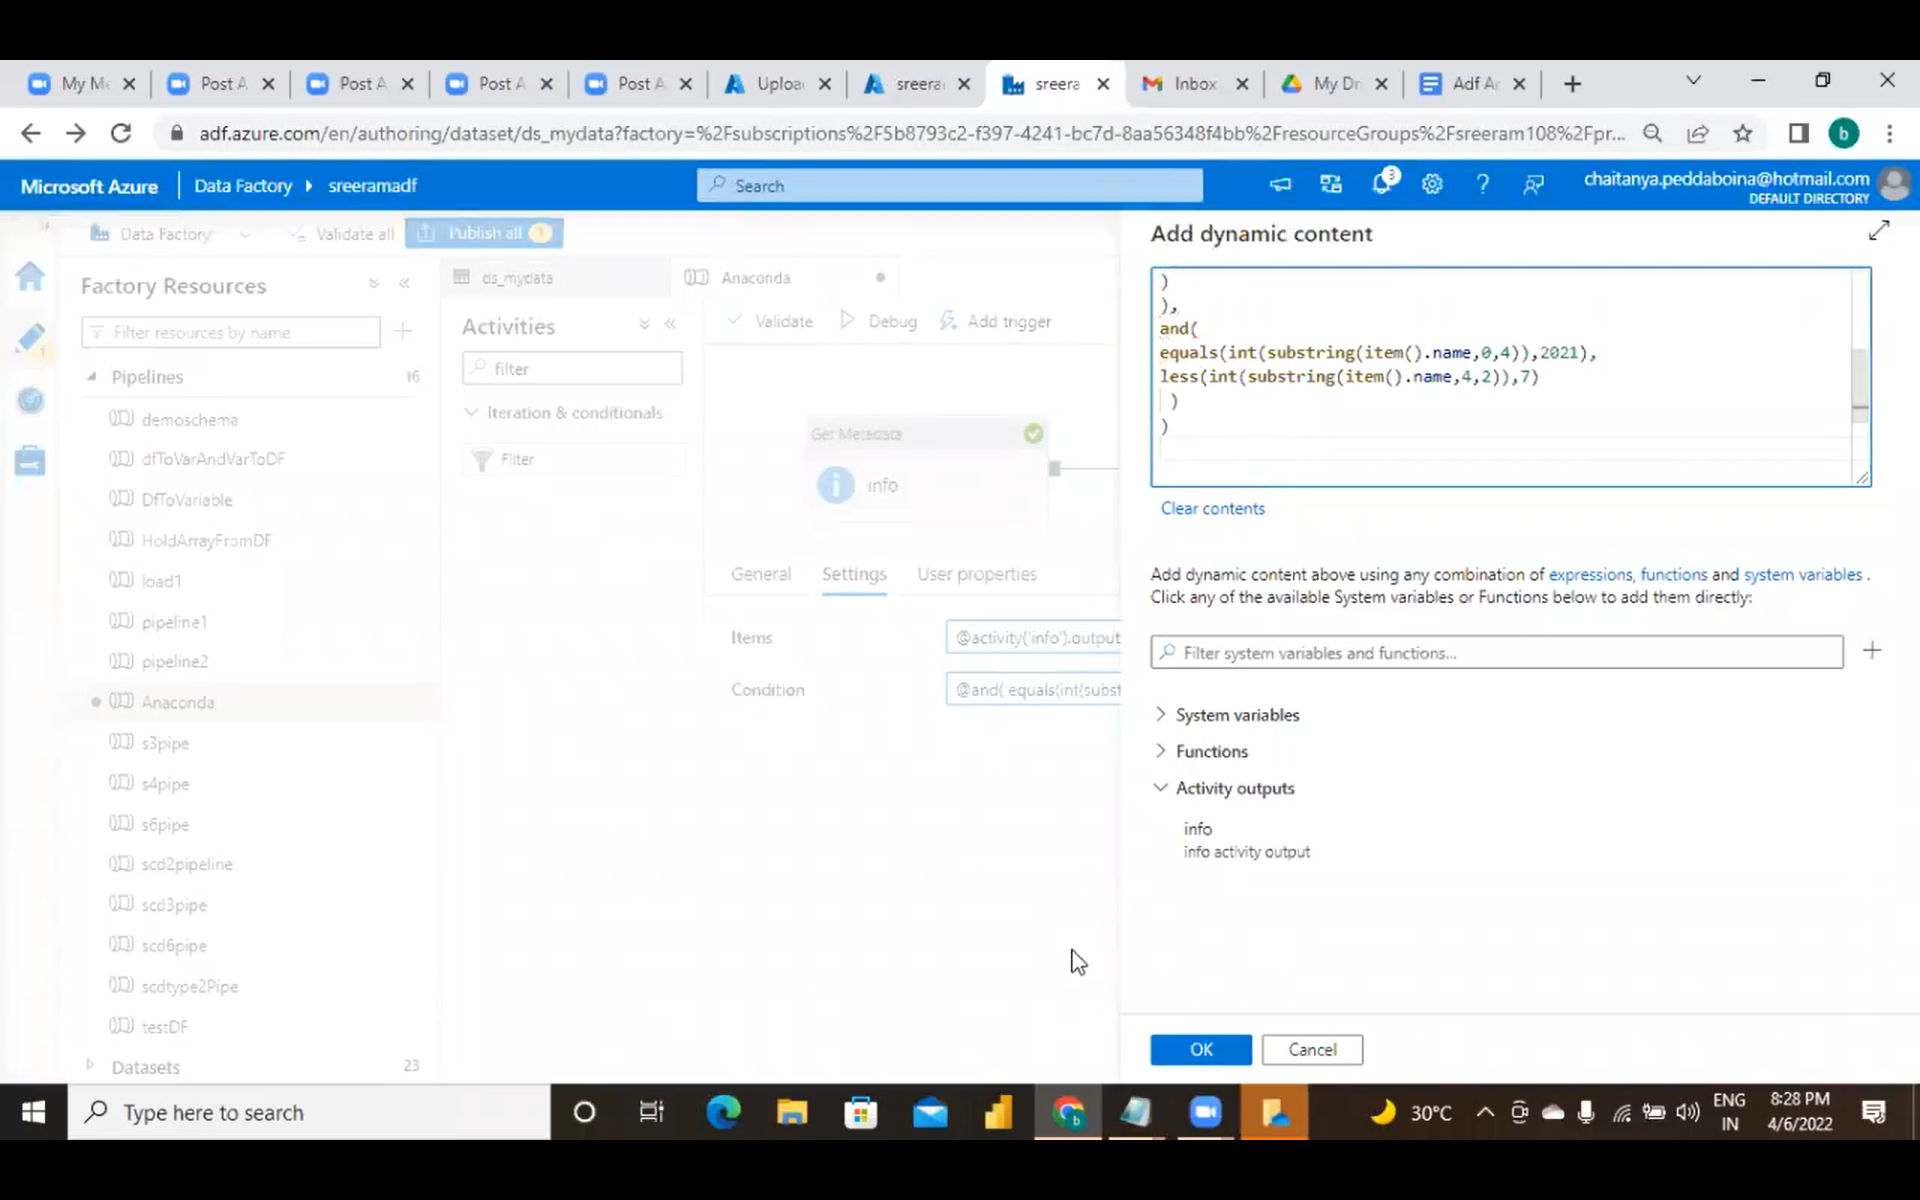 My Me
Post A
Post A
Post A
Post A
Uploa
sreera
sreera
Inbox
My Dr
Adf A
adf.azure.com/en/authoring/dataset/ds_mydata?factory=%2Fsubscriptions%2F5b8793c2-f397-4241-bc7d-8aa56348f4bb%2FresourceGroups%2Fsreeram108%2Fpr...
b
Microsoft Azure
Data Factory
sreeramadf
Search
3
?
chaitanya.peddaboina@hotmail.com
DEFAULT DIRECTORY
Data Factory
Validate all
Publish all 1
Factory Resources
Filter resources by name
Pipelines 16
demoschema
dfToVarAndVarToDF
DfToVariable
HoldArrayFromDF
load1
pipeline1
pipeline2
Anaconda
s3pipe
s4pipe
s6pipe
scd2pipeline
scd3pipe
scd6pipe
scdtype2Pipe
testDF
Datasets 23
ds_mydata
Anaconda
Activities
filter
Iteration & conditionals
Filter
Validate
Debug
Add trigger
Get Metadata
info
General
Settings
User properties
Items
@activity('info').output
Condition
@and( equals(int(subst
Add dynamic content
)
),
and(
equals(int(substring(item().name,0,4)),2021),
less(int(substring(item().name,4,2)),7)
)
)
Clear contents
Add dynamic content above using any combination of expressions, functions and system variables .
Click any of the available System variables or Functions below to add them directly:
Filter system variables and functions...
System variables
Functions
Activity outputs
info
info activity output
OK
Cancel
Type here to search
30°C
ENG
IN
8:28 PM
4/6/2022